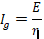 I_g = E/η